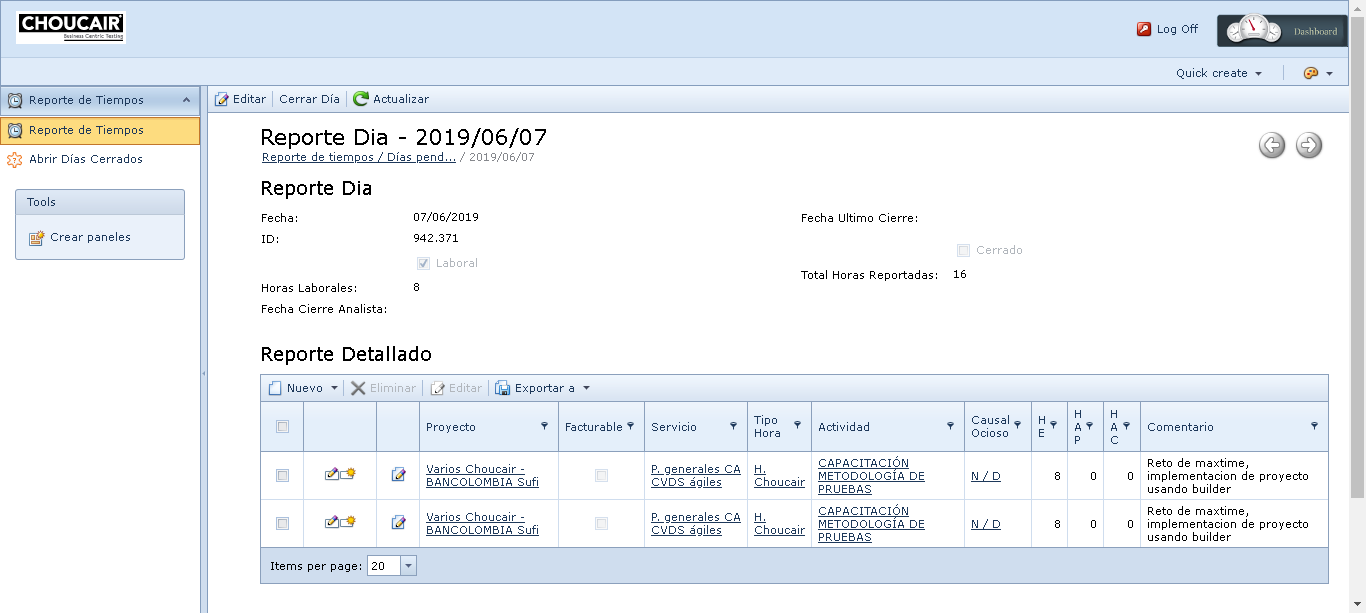 CHOUCAIR
Business Centric Testing
Log Off
Dashboard
Quick create
Reporte de Tiempos
Reporte de Tiempos
Abrir Días Cerrados
Tools
Crear paneles
Editar Cerrar Día Actualizar
Reporte Dia - 2019/06/07
Reporte de tiempos / Días pend... / 2019/06/07
Reporte Dia
Fecha: 07/06/2019 Fecha Ultimo Cierre:
ID: 942.371
Laboral Cerrado
Horas Laborales: 8 Total Horas Reportadas: 16
Fecha Cierre Analista:
Reporte Detallado
Nuevo Eliminar Editar Exportar a
Proyecto
Facturable
Servicio
Tipo
Hora
Actividad
Causal
Ocioso
H
E
H
A
P
H
A
C
Comentario
Varios Choucair -
BANCOLOMBIA Sufi
P. generales CA
CVDS ágiles
H.
Choucair
CAPACITACIÓN
METODOLOGÍA DE
PRUEBAS
N / D
8
0
0
Reto de maxtime,
implementacion de proyecto
usando builder
Varios Choucair -
BANCOLOMBIA Sufi
P. generales CA
CVDS ágiles
H.
Choucair
CAPACITACIÓN
METODOLOGÍA DE
PRUEBAS
N / D
8
0
0
Reto de maxtime,
implementacion de proyecto
usando builder
Items per page: 20